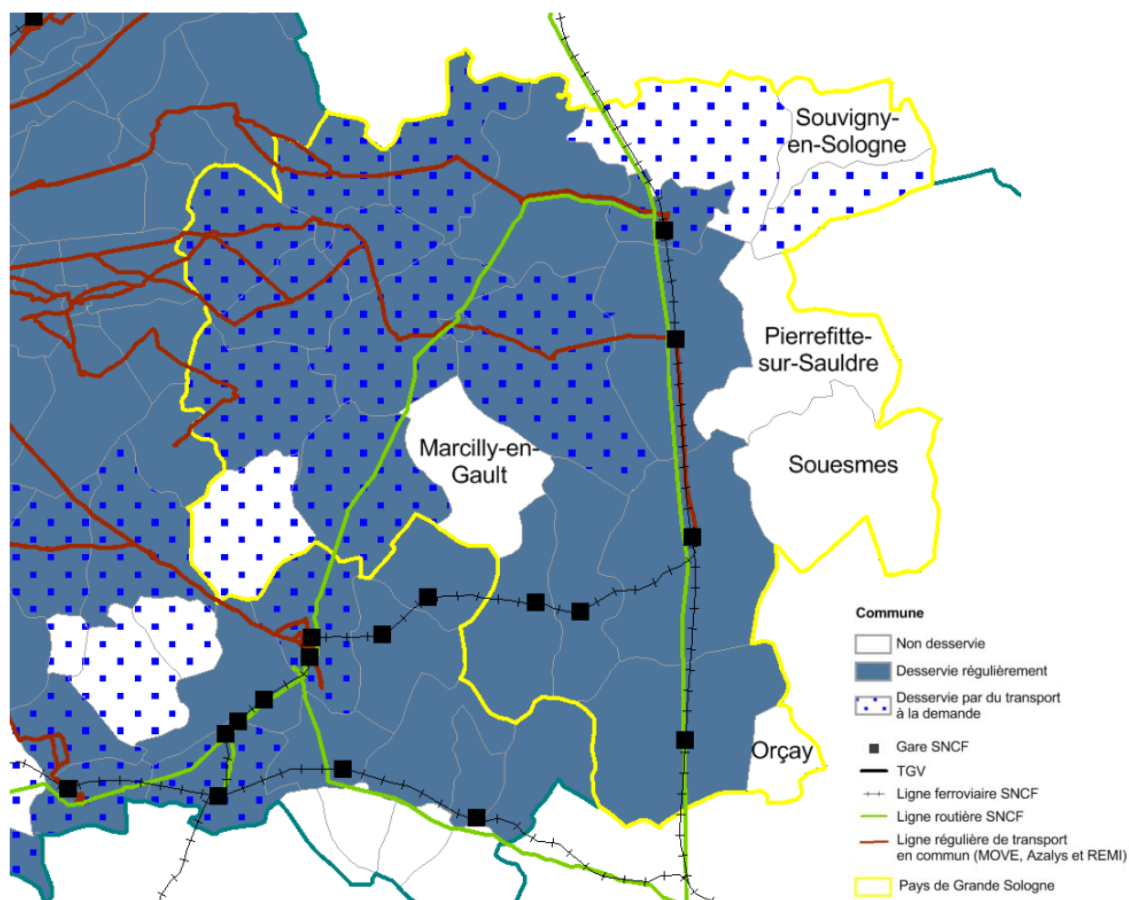 Souvigny-
en-Sologne
Pierrefitte-
sur-Sauldre
Marcilly-en-
Gault
Souesmes
Orçay
Commune
Non desservie
Desservie régulièrement
Desservie par du transport
à la demande
Gare SNCF
TGV
Ligne ferroviaire SNCF
Ligne routière SNCF
Ligne régulière de transport
en commun (MOVE, Azalys et REMI)
Pays de Grande Sologne